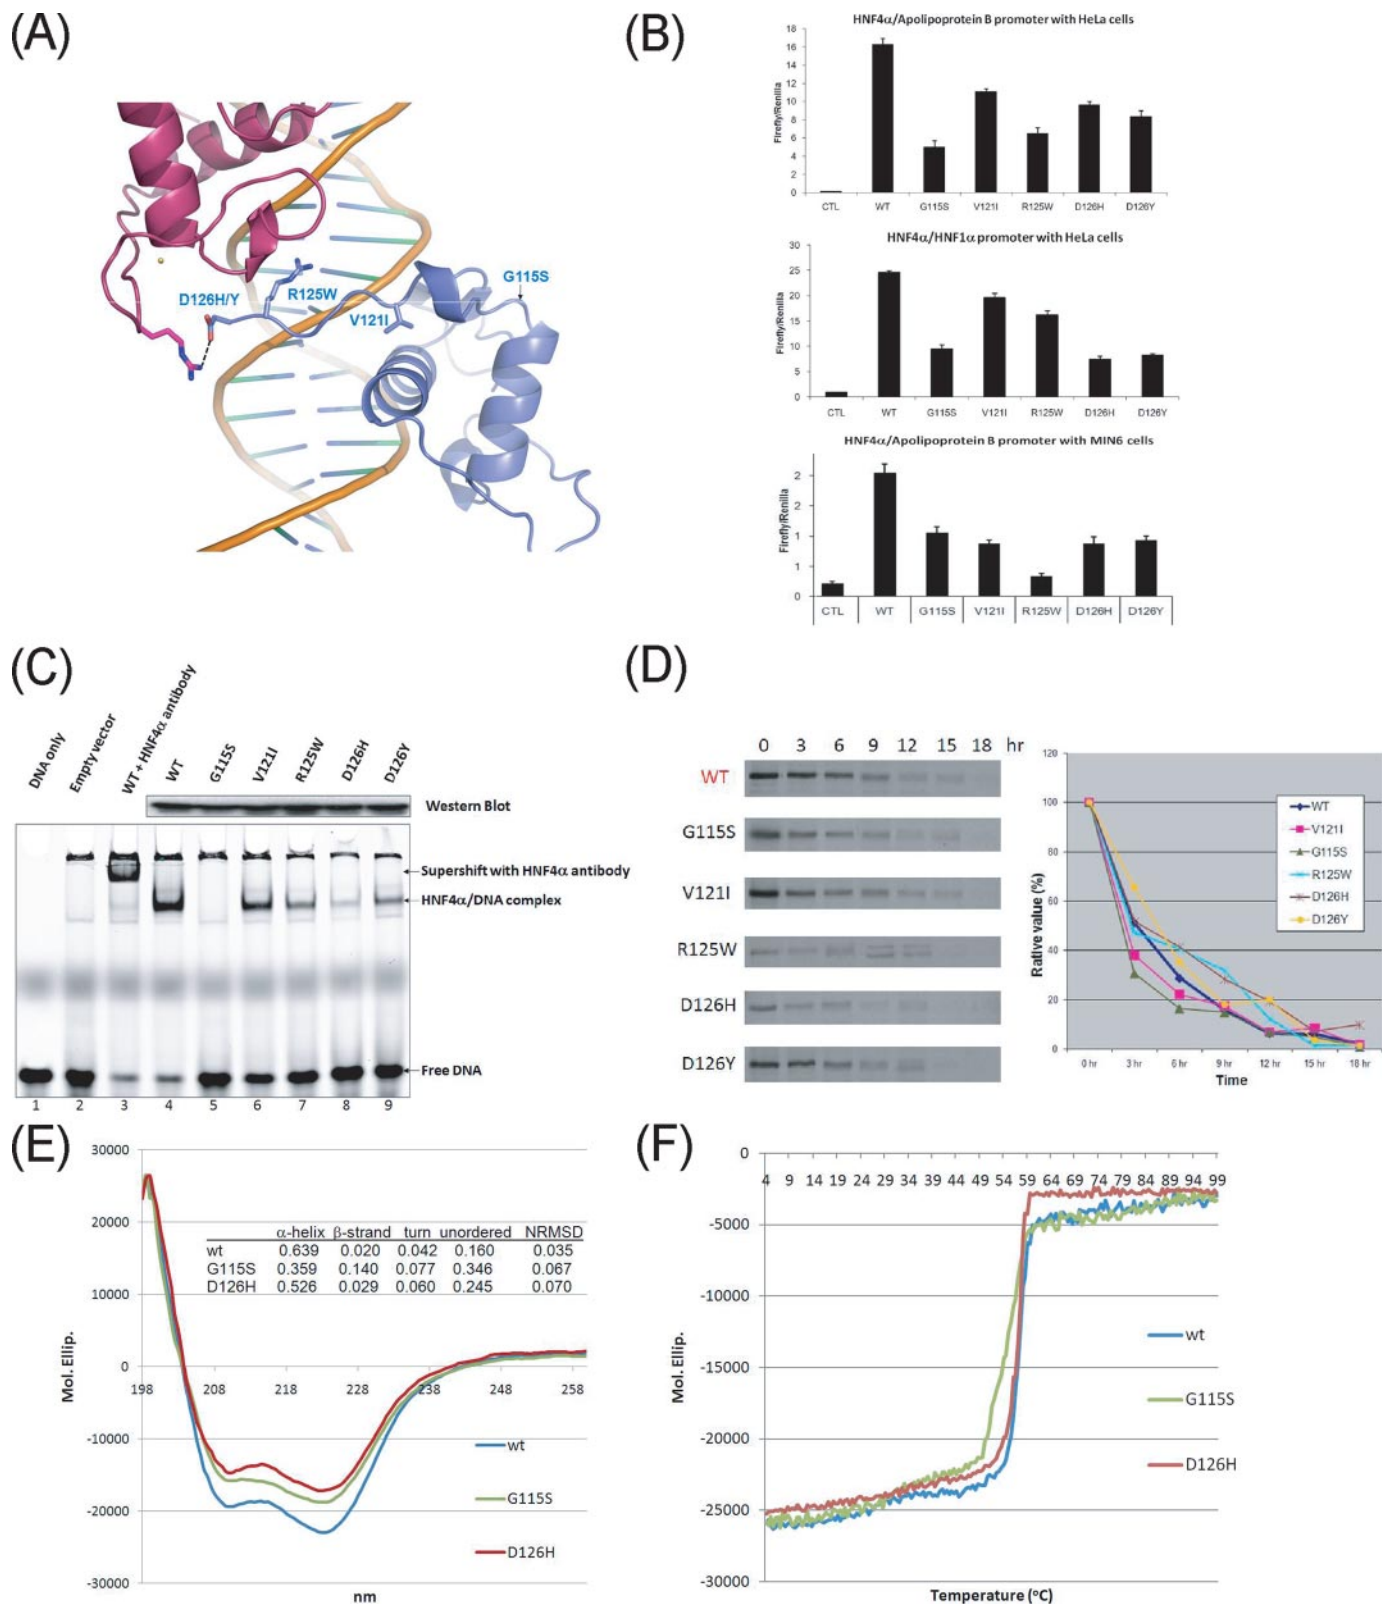 (A)
D126H/Y
R125W
V121I
G115S
(B)
HNF4α/Apolipoprotein B promoter with HeLa cells
Firefly/Renilla
18
16
14
12
10
8
6
4
2
0
CTL WT G115S V121I R125W D126H D126Y
HNF4α/HNF1α promoter with HeLa cells
Firefly/Renilla
30
25
20
15
10
5
0
CTL WT G115S V121I R125W D126H D126Y
HNF4α/Apolipoprotein B promoter with MIN6 cells
Firefly/Renilla
2
2
1
1
0
CTL WT G115S V121I R125W D126H D126Y
(C)
DNA only
Empty vector
WT + HNF4α antibody
WT
G115S
V121I
R125W
D126H
D126Y
Western Blot
Supershift with HNF4α antibody
HNF4α/DNA complex
Free DNA
1 2 3 4 5 6 7 8 9
(D)
0 3 6 9 12 15 18 hr
WT
G115S
V121I
R125W
D126H
D126Y
Rative value (%)
120
100
80
60
40
20
0
0 hr 3 hr 6 hr 9 hr 12 hr 15 hr 18 hr
Time
WT
V121I
G115S
R125W
D126H
D126Y
(E)
Mol. Ellip.
30000
20000
10000
0
-10000
-20000
-30000
198 208 218 228 238 248 258
nm
α-helix β-strand turn unordered NRMSD
wt 0.639 0.020 0.042 0.160 0.035
G115S 0.359 0.140 0.077 0.346 0.067
D126H 0.526 0.029 0.060 0.245 0.070
wt
G115S
D126H
(F)
Mol. Ellip.
0
-5000
-10000
-15000
-20000
-25000
-30000
4 9 14 19 24 29 34 39 44 49 54 59 64 69 74 79 84 89 94 99
Temperature (°C)
wt
G115S
D126H